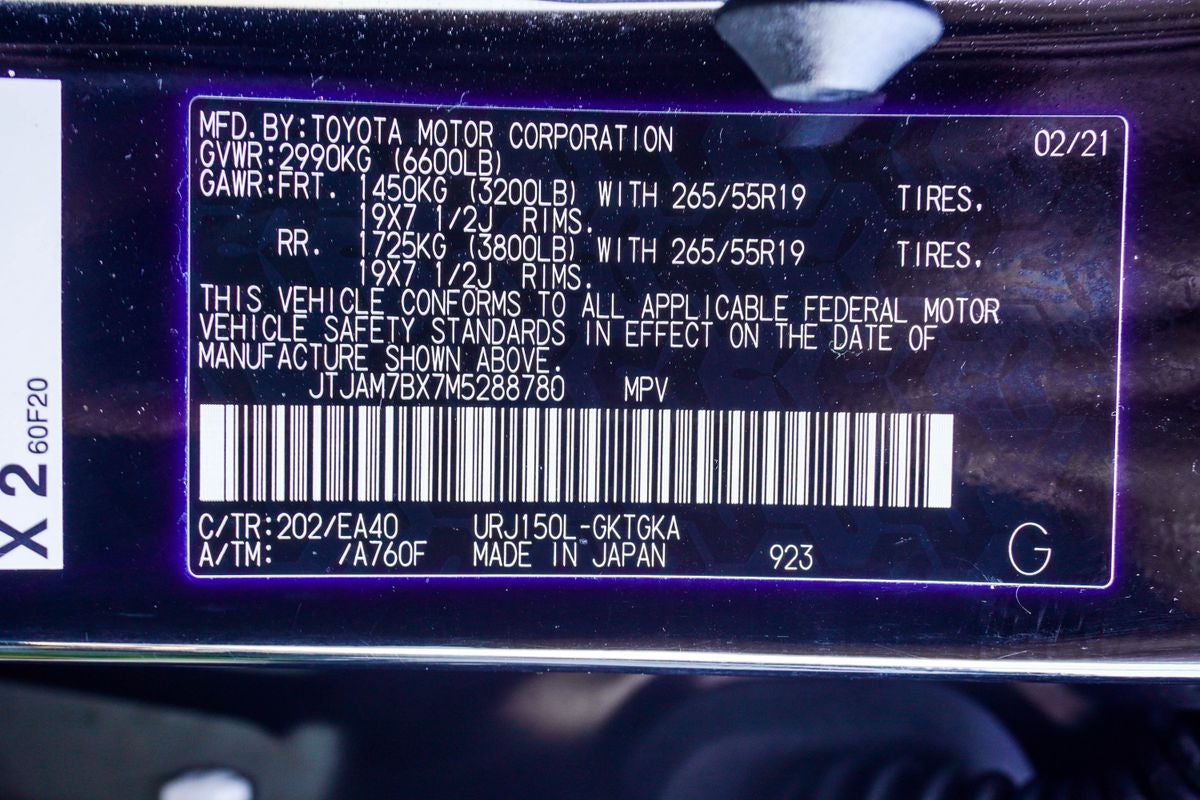 MFD. BY:TOYOTA MOTOR CORPORATION 02/21
GVWR:2990KG (6600LB)
GAWR:FRT. 1450KG (3200LB) WITH 265/55R19 TIRES,
19X7 1/2J RIMS.
RR. 1725KG (3800LB) WITH 265/55R19 TIRES,
19X7 1/2J RIMS.
THIS VEHICLE CONFORMS TO ALL APPLICABLE FEDERAL MOTOR
VEHICLE SAFETY STANDARDS IN EFFECT ON THE DATE OF
MANUFACTURE SHOWN ABOVE.
JTJAM7BX7M5288780 MPV
C/TR:202/EA40 URJ150L-GKTGKA
A/TM: /A760F MADE IN JAPAN 923 G
X 2
60F20